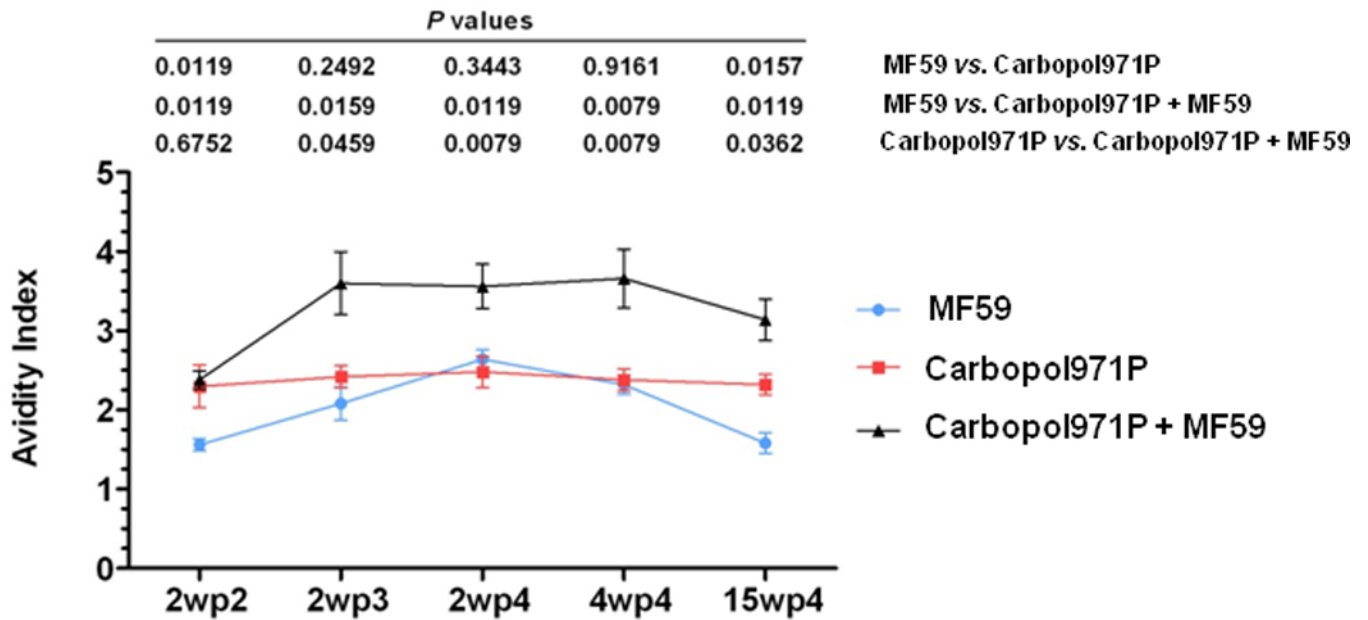 P values
0.0119 0.2492 0.3443 0.9161 0.0157 MF59 vs. Carbopol971P
0.0119 0.0159 0.0119 0.0079 0.0119 MF59 vs. Carbopol971P + MF59
0.6752 0.0459 0.0079 0.0079 0.0362 Carbopol971P vs. Carbopol971P + MF59
5
4
3
2
1
0
Avidity Index
MF59
Carbopol971P
Carbopol971P + MF59
2wp2 2wp3 2wp4 4wp4 15wp4